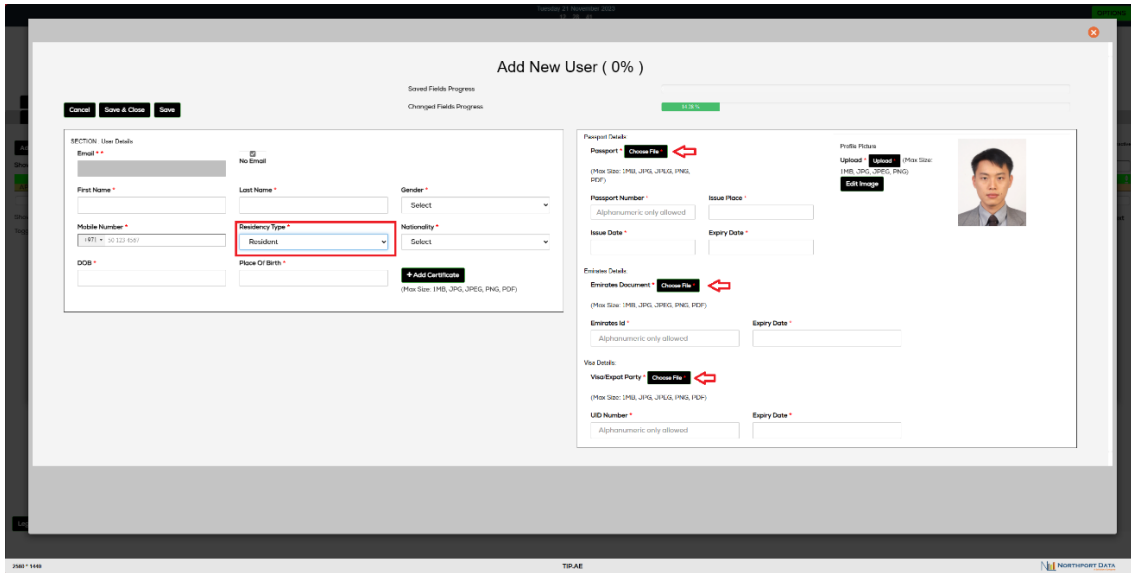 Tuesday 21 November 2023
Add New User ( 0% )
Saved Fields Progress
Changed Fields Progress
Cancel Save & Close Save
SECTION: User Details
Email * *
No Email
First Name *
Last Name *
Gender *
Select
Mobile Number *
Residency Type *
Nationality *
+971
Resident
Select
DOB *
Place Of Birth *
+ Add Certificate
(Max Size: 1MB, JPG, JPEG, PNG, PDF)
Passport Details
Passport * Choose File *
(Max Size: 1MB, JPG, JPEG, PNG,
PDF)
Passport Number *
Issue Place *
Alphanumeric only allowed
Issue Date *
Expiry Date *
Profile Picture
Upload * Upload * (Max Size:
1MB, JPG, JPEG, PNG)
Edit Image
Emirates Details:
Emirates Document * Choose File *
(Max Size: 1MB, JPG, JPEG, PNG, PDF)
Emirates Id *
Expiry Date *
Alphanumeric only allowed
Visa Details:
Visa/Expat Party * Choose File *
(Max Size: 1MB, JPG, JPEG, PNG, PDF)
UID Number *
Expiry Date *
Alphanumeric only allowed
2560 * 1440
TIP.AE
NORTHPORT DATA